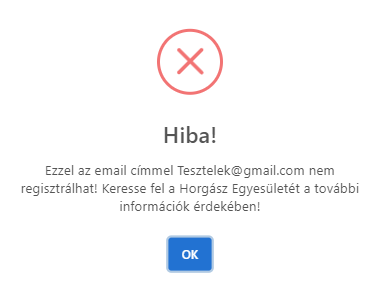 Hiba!
Ezzel az email címmel Tesztelek@gmail.com nem
regisztrálhat! Keresse fel a Horgász Egyesületét a további
információk érdekében!
OK